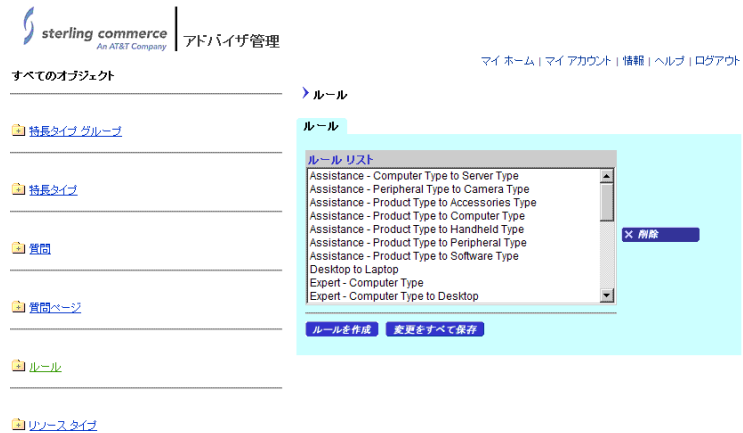 sterling commerce
An AT&T Company
アドバイザ管理
マイ ホーム | マイ アカウント | 情報 | ヘルプ | ログアウト
すべてのオブジェクト
特長タイプ グループ
特長タイプ
質問
質問ページ
ルール
リソース タイプ
ルール
ルール
ルール リスト
Assistance - Computer Type to Server Type
Assistance - Peripheral Type to Camera Type
Assistance - Product Type to Accessories Type
Assistance - Product Type to Computer Type
Assistance - Product Type to Handheld Type
Assistance - Product Type to Peripheral Type
Assistance - Product Type to Software Type
Desktop to Laptop
Expert - Computer Type
Expert - Computer Type to Desktop
削除
ルールを作成
変更をすべて保存